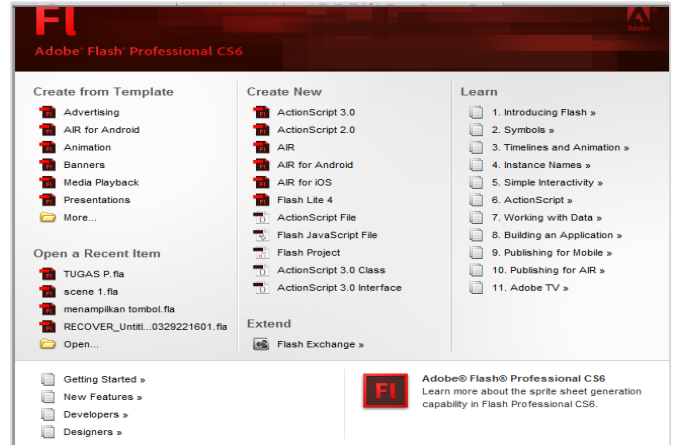 Fl
Adobe
Adobe® Flash® Professional CS6
Create from Template
Advertising
AIR for Android
Animation
Banners
Media Playback
Presentations
More...
Open a Recent Item
TUGAS P.fla
scene 1.fla
menampilkan tombol.fla
RECOVER_Untitl...0329221601.fla
Open...
Create New
ActionScript 3.0
ActionScript 2.0
AIR
AIR for Android
AIR for iOS
Flash Lite 4
ActionScript File
Flash JavaScript File
Flash Project
ActionScript 3.0 Class
ActionScript 3.0 Interface
Extend
Flash Exchange »
Learn
1. Introducing Flash »
2. Symbols »
3. Timelines and Animation »
4. Instance Names »
5. Simple Interactivity »
6. ActionScript »
7. Working with Data »
8. Building an Application »
9. Publishing for Mobile »
10. Publishing for AIR »
11. Adobe TV »
Getting Started »
New Features »
Developers »
Designers »
Fl
Adobe® Flash® Professional CS6
Learn more about the sprite sheet generation
capability in Flash Professional CS6.